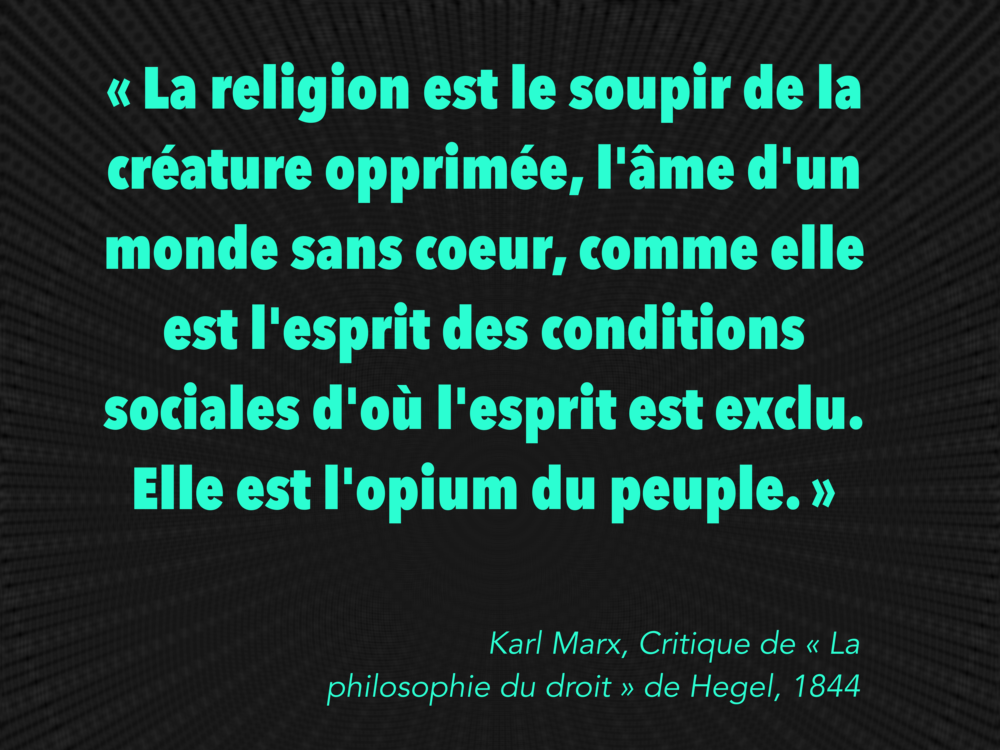 « La religion est le soupir de la
créature opprimée, l'âme d'un
monde sans coeur, comme elle
est l'esprit des conditions
sociales d'où l'esprit est exclu.
Elle est l'opium du peuple. »
Karl Marx, Critique de « La
philosophie du droit » de Hegel, 1844